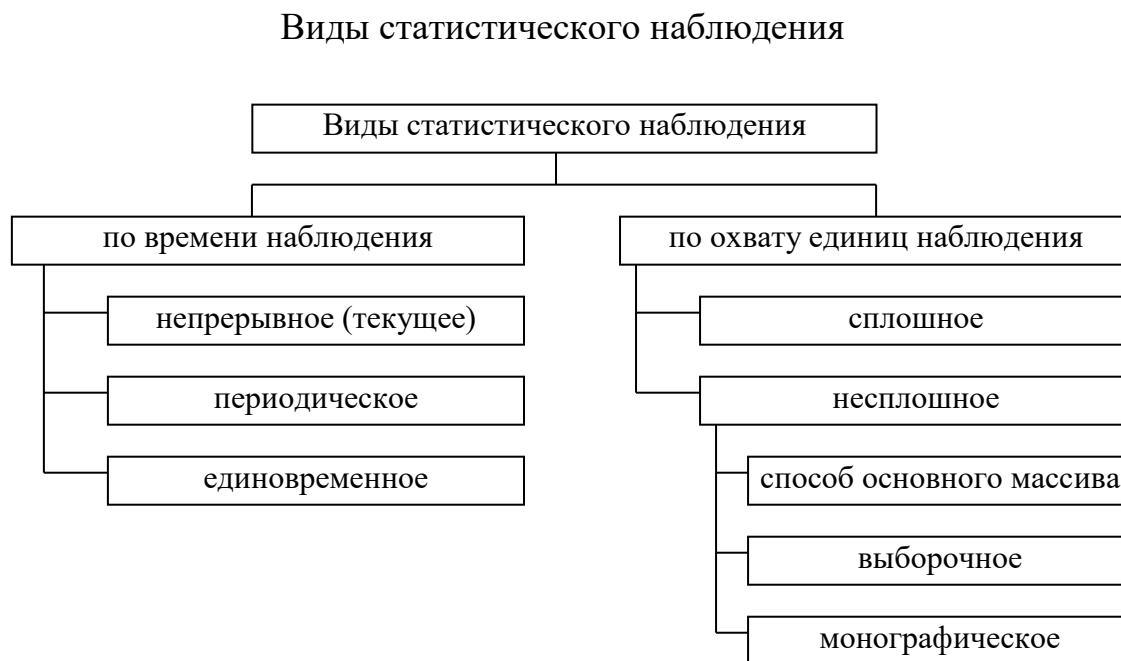 Виды статистического наблюдения
Виды статистического наблюдения
по времени наблюдения
непрерывное (текущее)
периодическое
единовременное
по охвату единиц наблюдения
сплошное
несплошное
способ основного массива
выборочное
монографическое